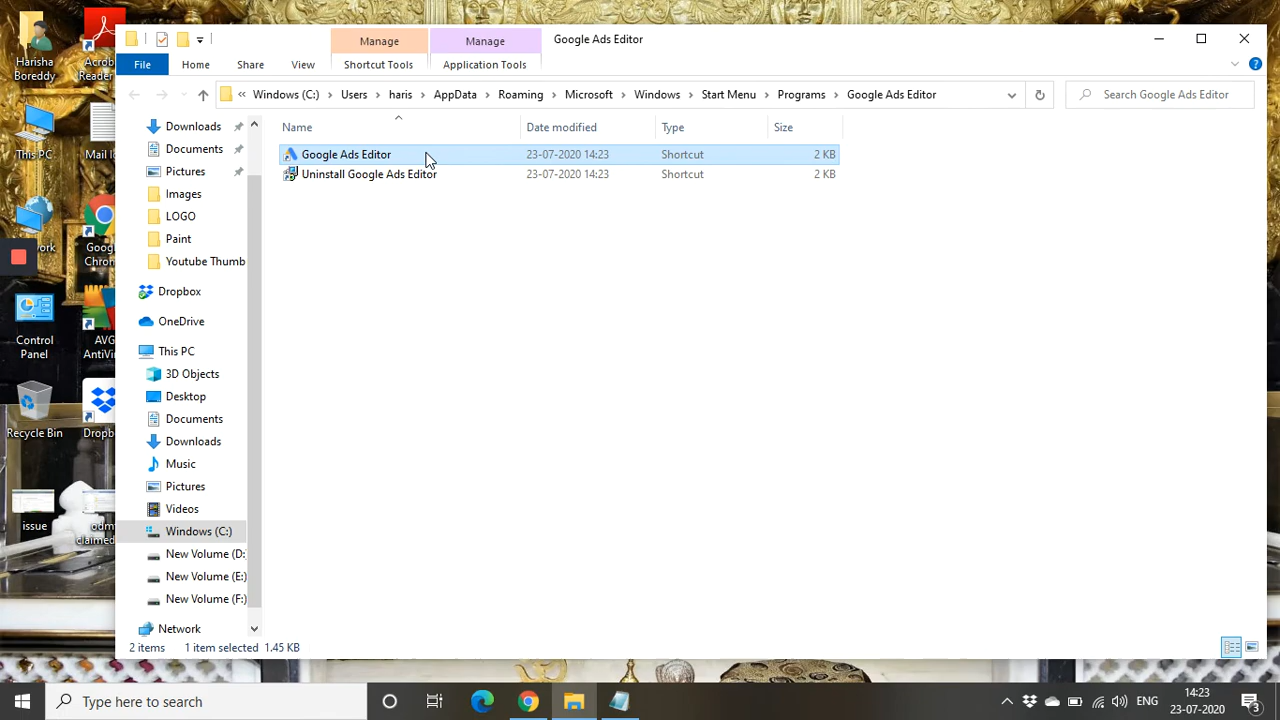 Harisha
Boreddy
Acrob
Reader
This PC
Mail l
work
Goog
Chron
Control
Panel
AVG
AntiVir
Recycle Bin
Dropb
issue
claimed
Manage
Manage
Google Ads Editor
File
Home
Share
View
Shortcut Tools
Application Tools
« Windows (C:) > Users > haris > AppData > Roaming > Microsoft > Windows > Start Menu > Programs > Google Ads Editor
Search Google Ads Editor
Name
Date modified
Type
Size
Google Ads Editor 23-07-2020 14:23 Shortcut 2 KB
Uninstall Google Ads Editor 23-07-2020 14:23 Shortcut 2 KB
Downloads
Documents
Pictures
Images
LOGO
Paint
Youtube Thumb
Dropbox
OneDrive
This PC
3D Objects
Desktop
Documents
Downloads
Music
Pictures
Videos
Windows (C:)
New Volume (D:
New Volume (E:)
New Volume (F:)
Network
2 items 1 item selected 1.45 KB
Type here to search
ENG
14:23
23-07-2020
3